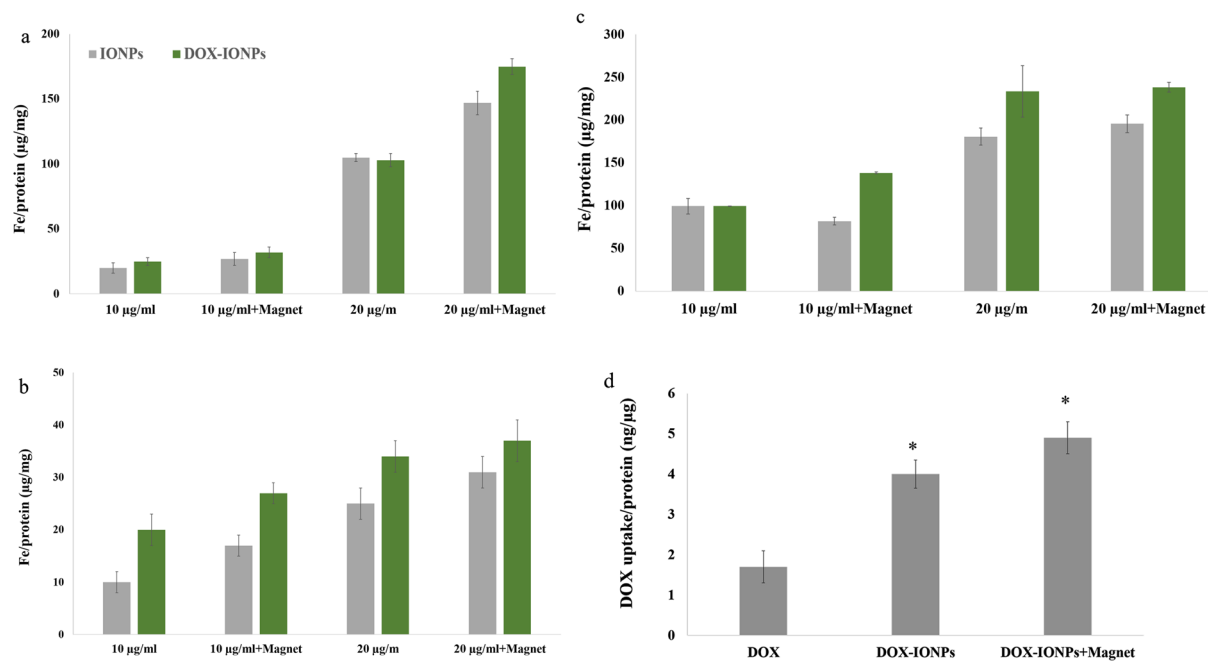 a
IONPs
DOX-IONPs
Fe/protein (µg/mg)
200
150
100
50
0
10 µg/ml
10 µg/ml+Magnet
20 µg/m
20 µg/ml+Magnet
c
Fe/protein (µg/mg)
300
250
200
150
100
50
0
10 µg/ml
10 µg/ml+Magnet
20 µg/m
20 µg/ml+Magnet
b
Fe/protein (µg/mg)
50
40
30
20
10
0
10 µg/ml
10 µg/ml+Magnet
20 µg/m
20 µg/ml+Magnet
d
DOX uptake/protein (ng/µg)
6
5
4
3
2
1
0
*
*
DOX
DOX-IONPs
DOX-IONPs+Magnet